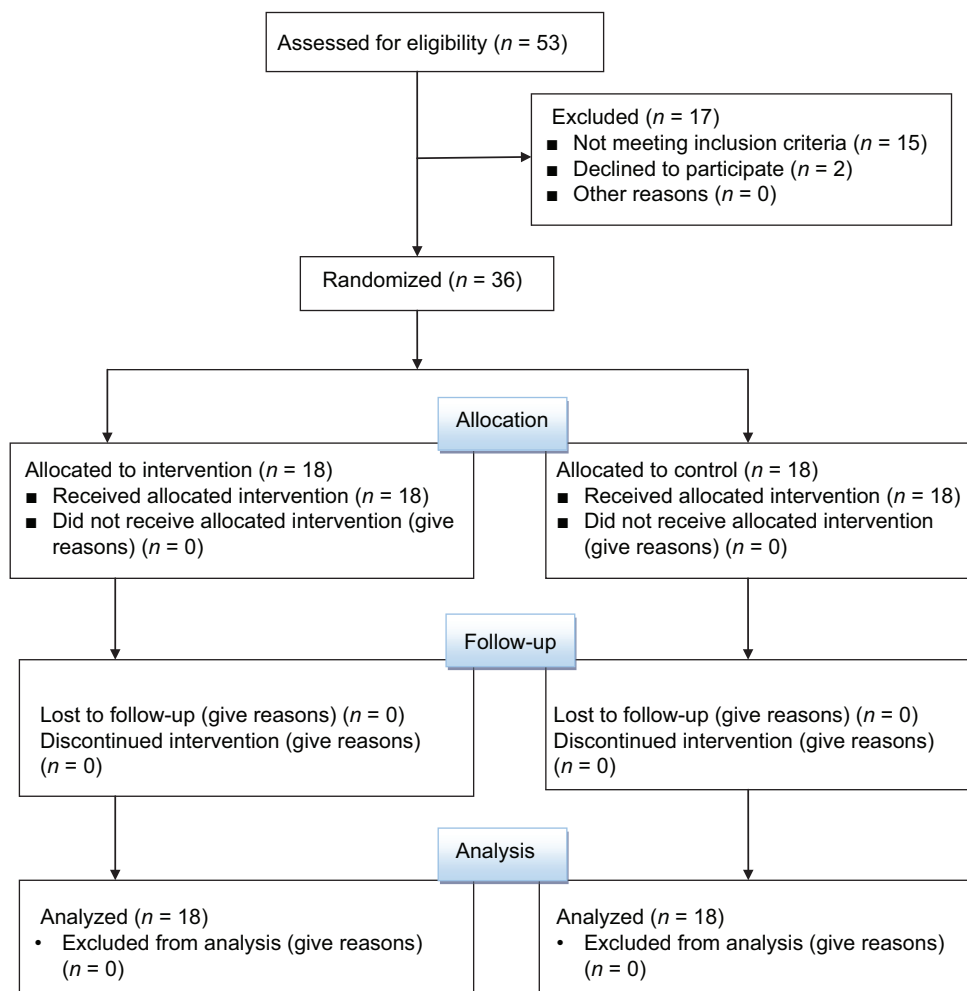 Assessed for eligibility (n = 53)
Excluded (n = 17)
■ Not meeting inclusion criteria (n = 15)
■ Declined to participate (n = 2)
■ Other reasons (n = 0)
Randomized (n = 36)
Allocation
Allocated to intervention (n = 18)
■ Received allocated intervention (n = 18)
■ Did not receive allocated intervention (give
reasons) (n = 0)
Allocated to control (n = 18)
■ Received allocated intervention (n = 18)
■ Did not receive allocated intervention
(give reasons) (n = 0)
Follow-up
Lost to follow-up (give reasons) (n = 0)
Discontinued intervention (give reasons)
(n = 0)
Lost to follow-up (give reasons) (n = 0)
Discontinued intervention (give reasons)
(n = 0)
Analysis
Analyzed (n = 18)
• Excluded from analysis (give reasons)
(n = 0)
Analyzed (n = 18)
• Excluded from analysis (give reasons)
(n = 0)